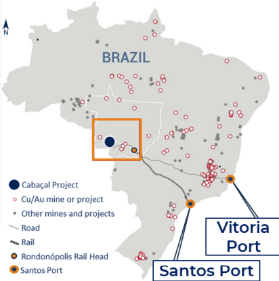 N
BRAZIL
Cabaçal Project
Cu/Au mine or project
Other mines and projects
Road
Rail
Rondonópolis Rail Head
Santos Port
Vitoria
Port
Santos Port